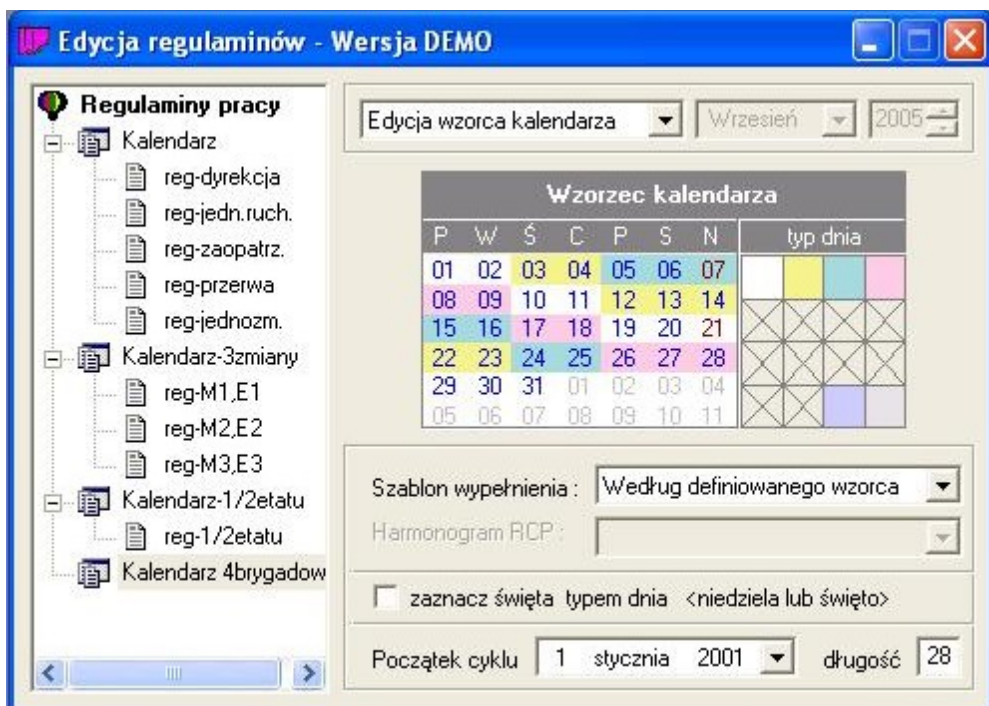 Edycja regulaminów - Wersja DEMO
Regulaminy pracy
Kalendarz
reg-dyrekcja
reg-jedn.ruch.
reg-zaopatrz.
reg-przerwa
reg-jednozm.
Kalendarz-3zmiany
reg-M1,E1
reg-M2,E2
reg-M3,E3
Kalendarz-1/2etatu
reg-1/2etatu
Kalendarz 4brygadow
Edycja wzorca kalendarza Wrzesień 2005
Wzorzec kalendarza
P W Ś C P S N typ dnia
01 02 03 04 05 06 07
08 09 10 11 12 13 14
15 16 17 18 19 20 21
22 23 24 25 26 27 28
29 30 31 01 02 03 04
05 06 07 08 09 10 11
Szablon wypełnienia : Według definiowanego wzorca
Harmonogram RCP :
zaznacz święta typem dnia <niedziela lub święto>
Początek cyklu 1 stycznia 2001 długość 28